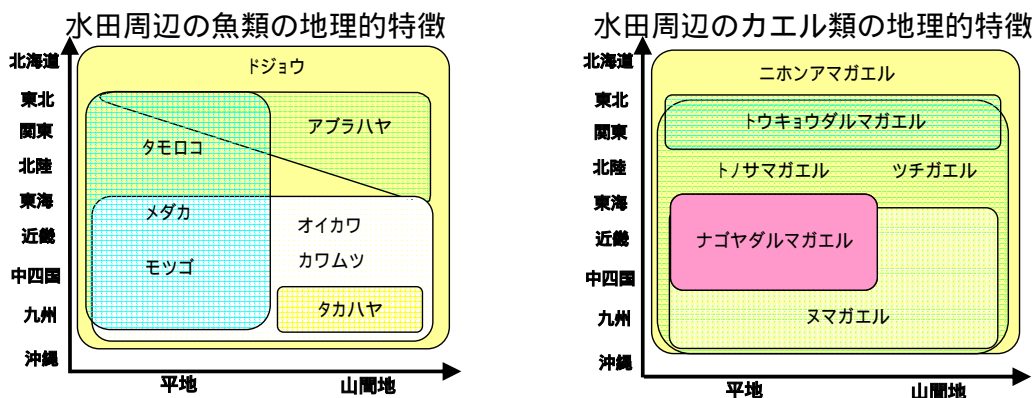 水田周辺の魚類の地理的特徴
北海道
東北
関東
北陸
東海
近畿
中四国
九州
沖縄
ドジョウ
アブラハヤ
タモロコ
メダカ
オイカワ
カワムツ
モツゴ
タカハヤ
平地
山間地
水田周辺のカエル類の地理的特徴
北海道
東北
関東
北陸
東海
近畿
中四国
九州
沖縄
ニホンアマガエル
トウキョウダルマガエル
トノサマガエル
ツチガエル
ナゴヤダルマガエル
ヌマガエル
平地
山間地